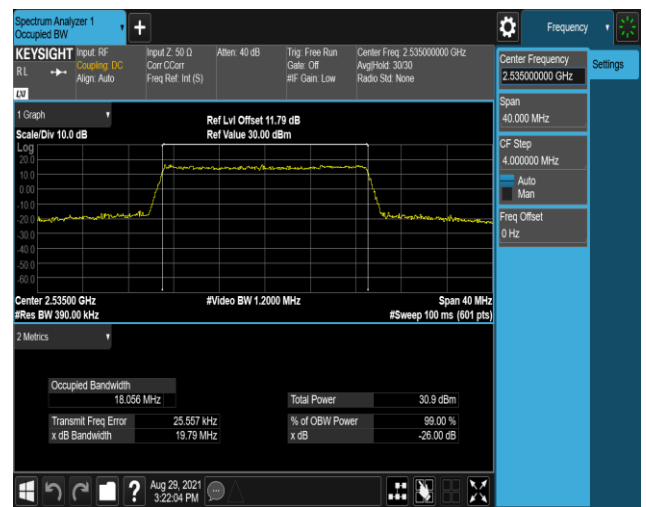 Spectrum Analyzer 1
Occupied BW
+
Frequency
KEYSIGHT Input: RF Input Z: 50 Ω Atten: 40 dB Trig: Free Run Center Freq: 2.535000000 GHz
RL Coupling: DC Corr CCorr Gate: Off Avg|Hold: 30/30
Align: Auto Freq Ref: Int (S) #IF Gain: Low Radio Std: None
LXI
Center Frequency
2.535000000 GHz
Settings
Span
40.000 MHz
CF Step
4.000000 MHz
Auto
Man
Freq Offset
0 Hz
1 Graph
Ref Lvl Offset 11.79 dB
Scale/Div 10.0 dB Ref Value 30.00 dBm
Log
20.0
10.0
0.00
-10.0
-20.0
-30.0
-40.0
-50.0
-60.0
Center 2.53500 GHz #Video BW 1.2000 MHz Span 40 MHz
#Res BW 390.00 kHz #Sweep 100 ms (601 pts)
2 Metrics
Occupied Bandwidth
18.056 MHz Total Power 30.9 dBm
Transmit Freq Error 25.557 kHz % of OBW Power 99.00 %
x dB Bandwidth 19.79 MHz x dB -26.00 dB
? Aug 29, 2021
3:22:04 PM